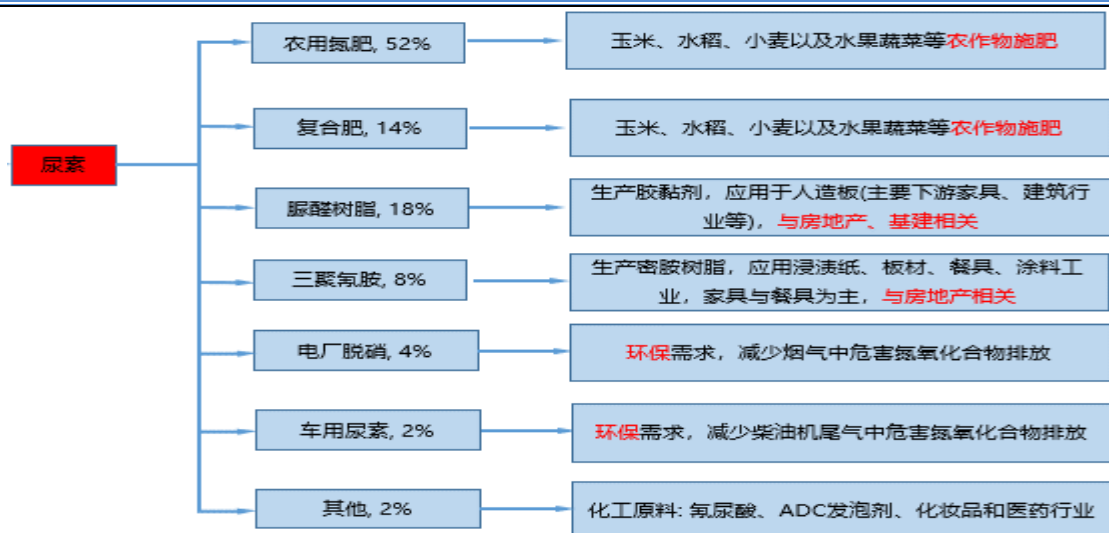 农用氮肥, 52%
玉米、水稻、小麦以及水果蔬菜等农作物施肥
复合肥, 14%
玉米、水稻、小麦以及水果蔬菜等农作物施肥
尿素
脲醛树脂, 18%
生产胶黏剂，应用于人造板(主要下游家具、建筑行
业等)，与房地产、基建相关
三聚氰胺, 8%
生产密胺树脂，应用浸渍纸、板材、餐具、涂料工
业，家具与餐具为主，与房地产相关
电厂脱硝, 4%
环保需求，减少烟气中危害氮氧化合物排放
车用尿素, 2%
环保需求，减少柴油机尾气中危害氮氧化合物排放
其他, 2%
化工原料: 氰尿酸、ADC发泡剂、化妆品和医药行业